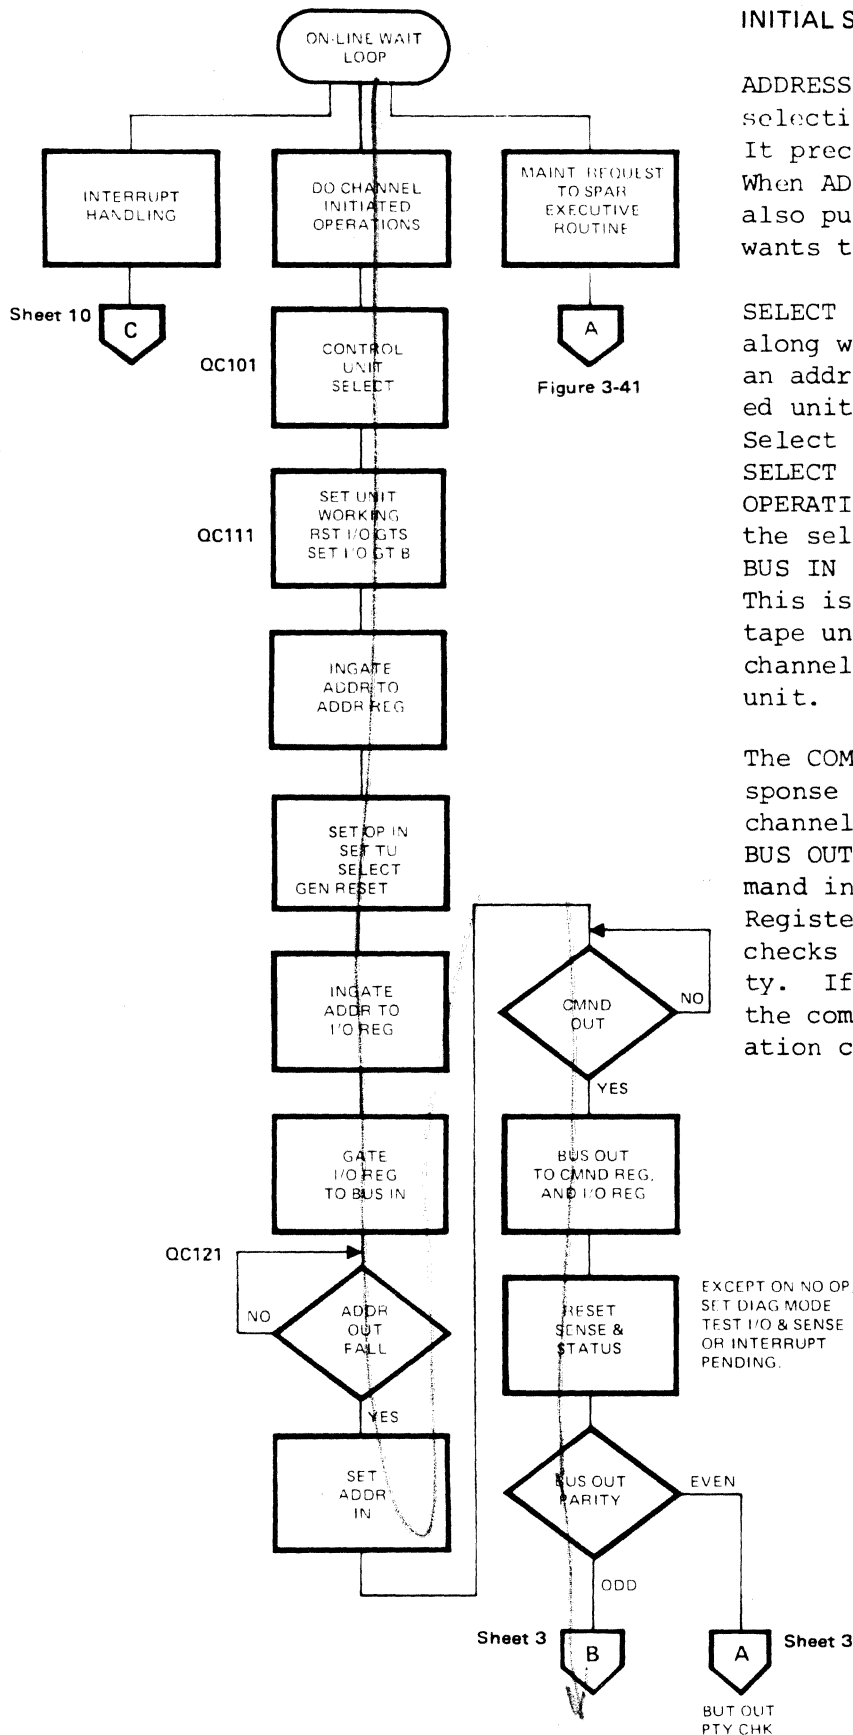 ON-LINE WAIT
LOOP
INTERRUPT
HANDLING
DO CHANNEL
INITIATED
OPERATIONS
MAINT REQUEST
TO SPAR
EXECUTIVE
ROUTINE
Sheet 10
C
A
Figure 3-41
QC101
CONTROL
UNIT
SELECT
QC111
SET UNIT
WORKING
RST I/O GTS
SET I/O GT B
INGATE
ADDR TO
ADDR REG
SET OP IN
SET TU
SELECT
GEN RESET
INGATE
ADDR TO
I/O REG
GATE
I/O REG
TO BUS IN
QC121
NO
ADDR
OUT
FALL
YES
SET
ADDR
IN
CMND
OUT
NO
YES
BUS OUT
TO CMND REG,
AND I/O REG
RESET
SENSE &
STATUS
EXCEPT ON NO OP,
SET DIAG MODE
TEST I/O & SENSE
OR INTERRUPT
PENDING.
BUS OUT
PARITY
EVEN
ODD
Sheet 3
B
A
Sheet 3
BUT OUT
PTY CHK
INITIAL S
ADDRESS
selecti
It prec
When AD
also pu
wants t
SELECT
along w
an addr
ed unit
Select
SELECT
OPERATI
the sel
BUS IN
This is
tape un
channel
unit.
The COM
sponse
channel
BUS OUT
mand in
Registe
checks
ty. If
the com
ation c